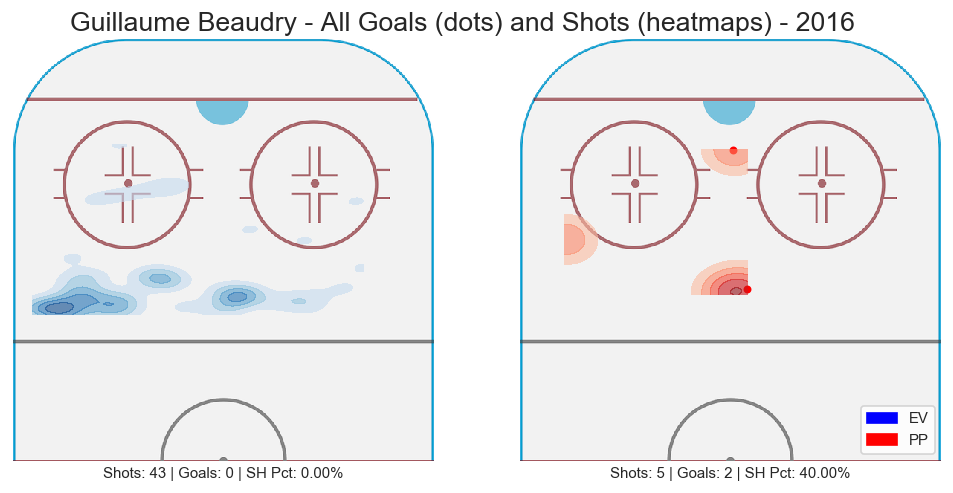 Guillaume Beaudry - All Goals (dots) and Shots (heatmaps) - 2016
EV
PP
Shots: 43 | Goals: 0 | SH Pct: 0.00%
Shots: 5 | Goals: 2 | SH Pct: 40.00%